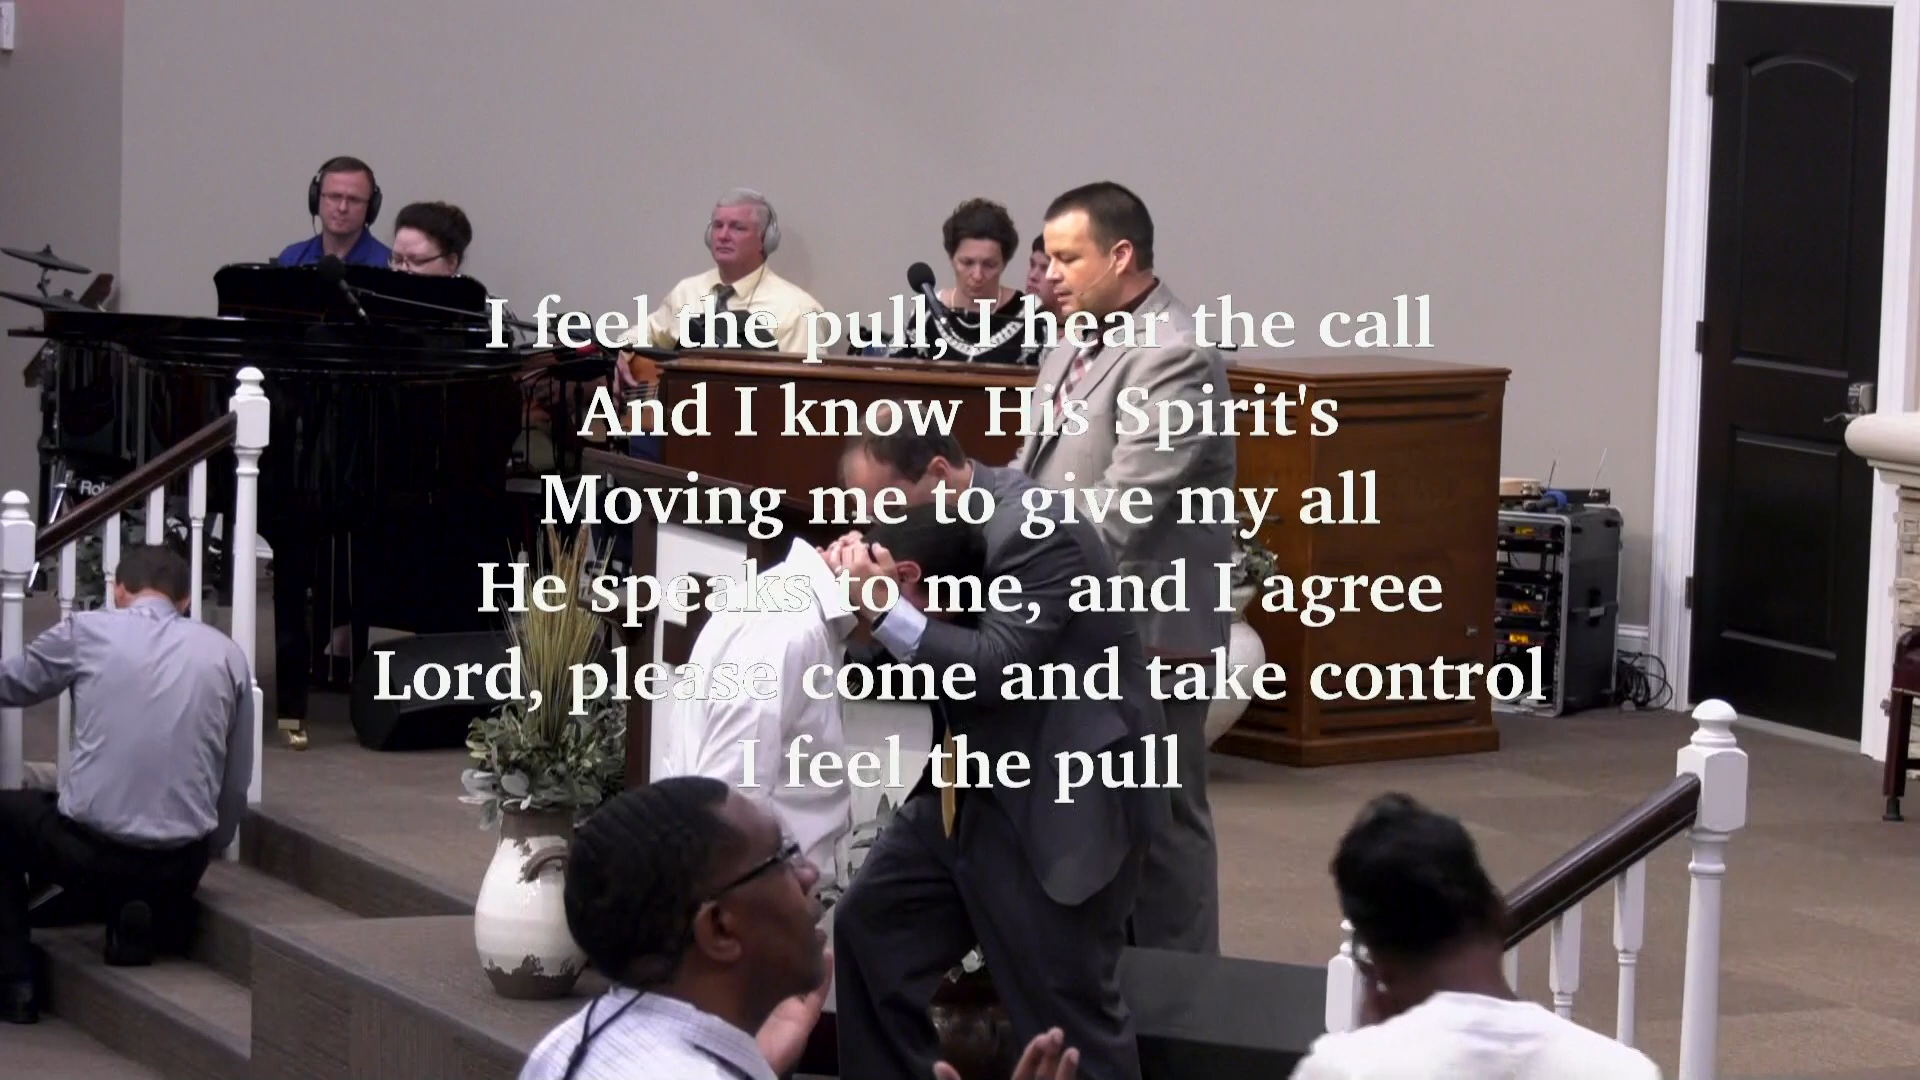 I feel the pull, I hear the call
And I know His Spirit's
Moving me to give my all
He speaks to me, and I agree
Lord, please come and take control
I feel the pull